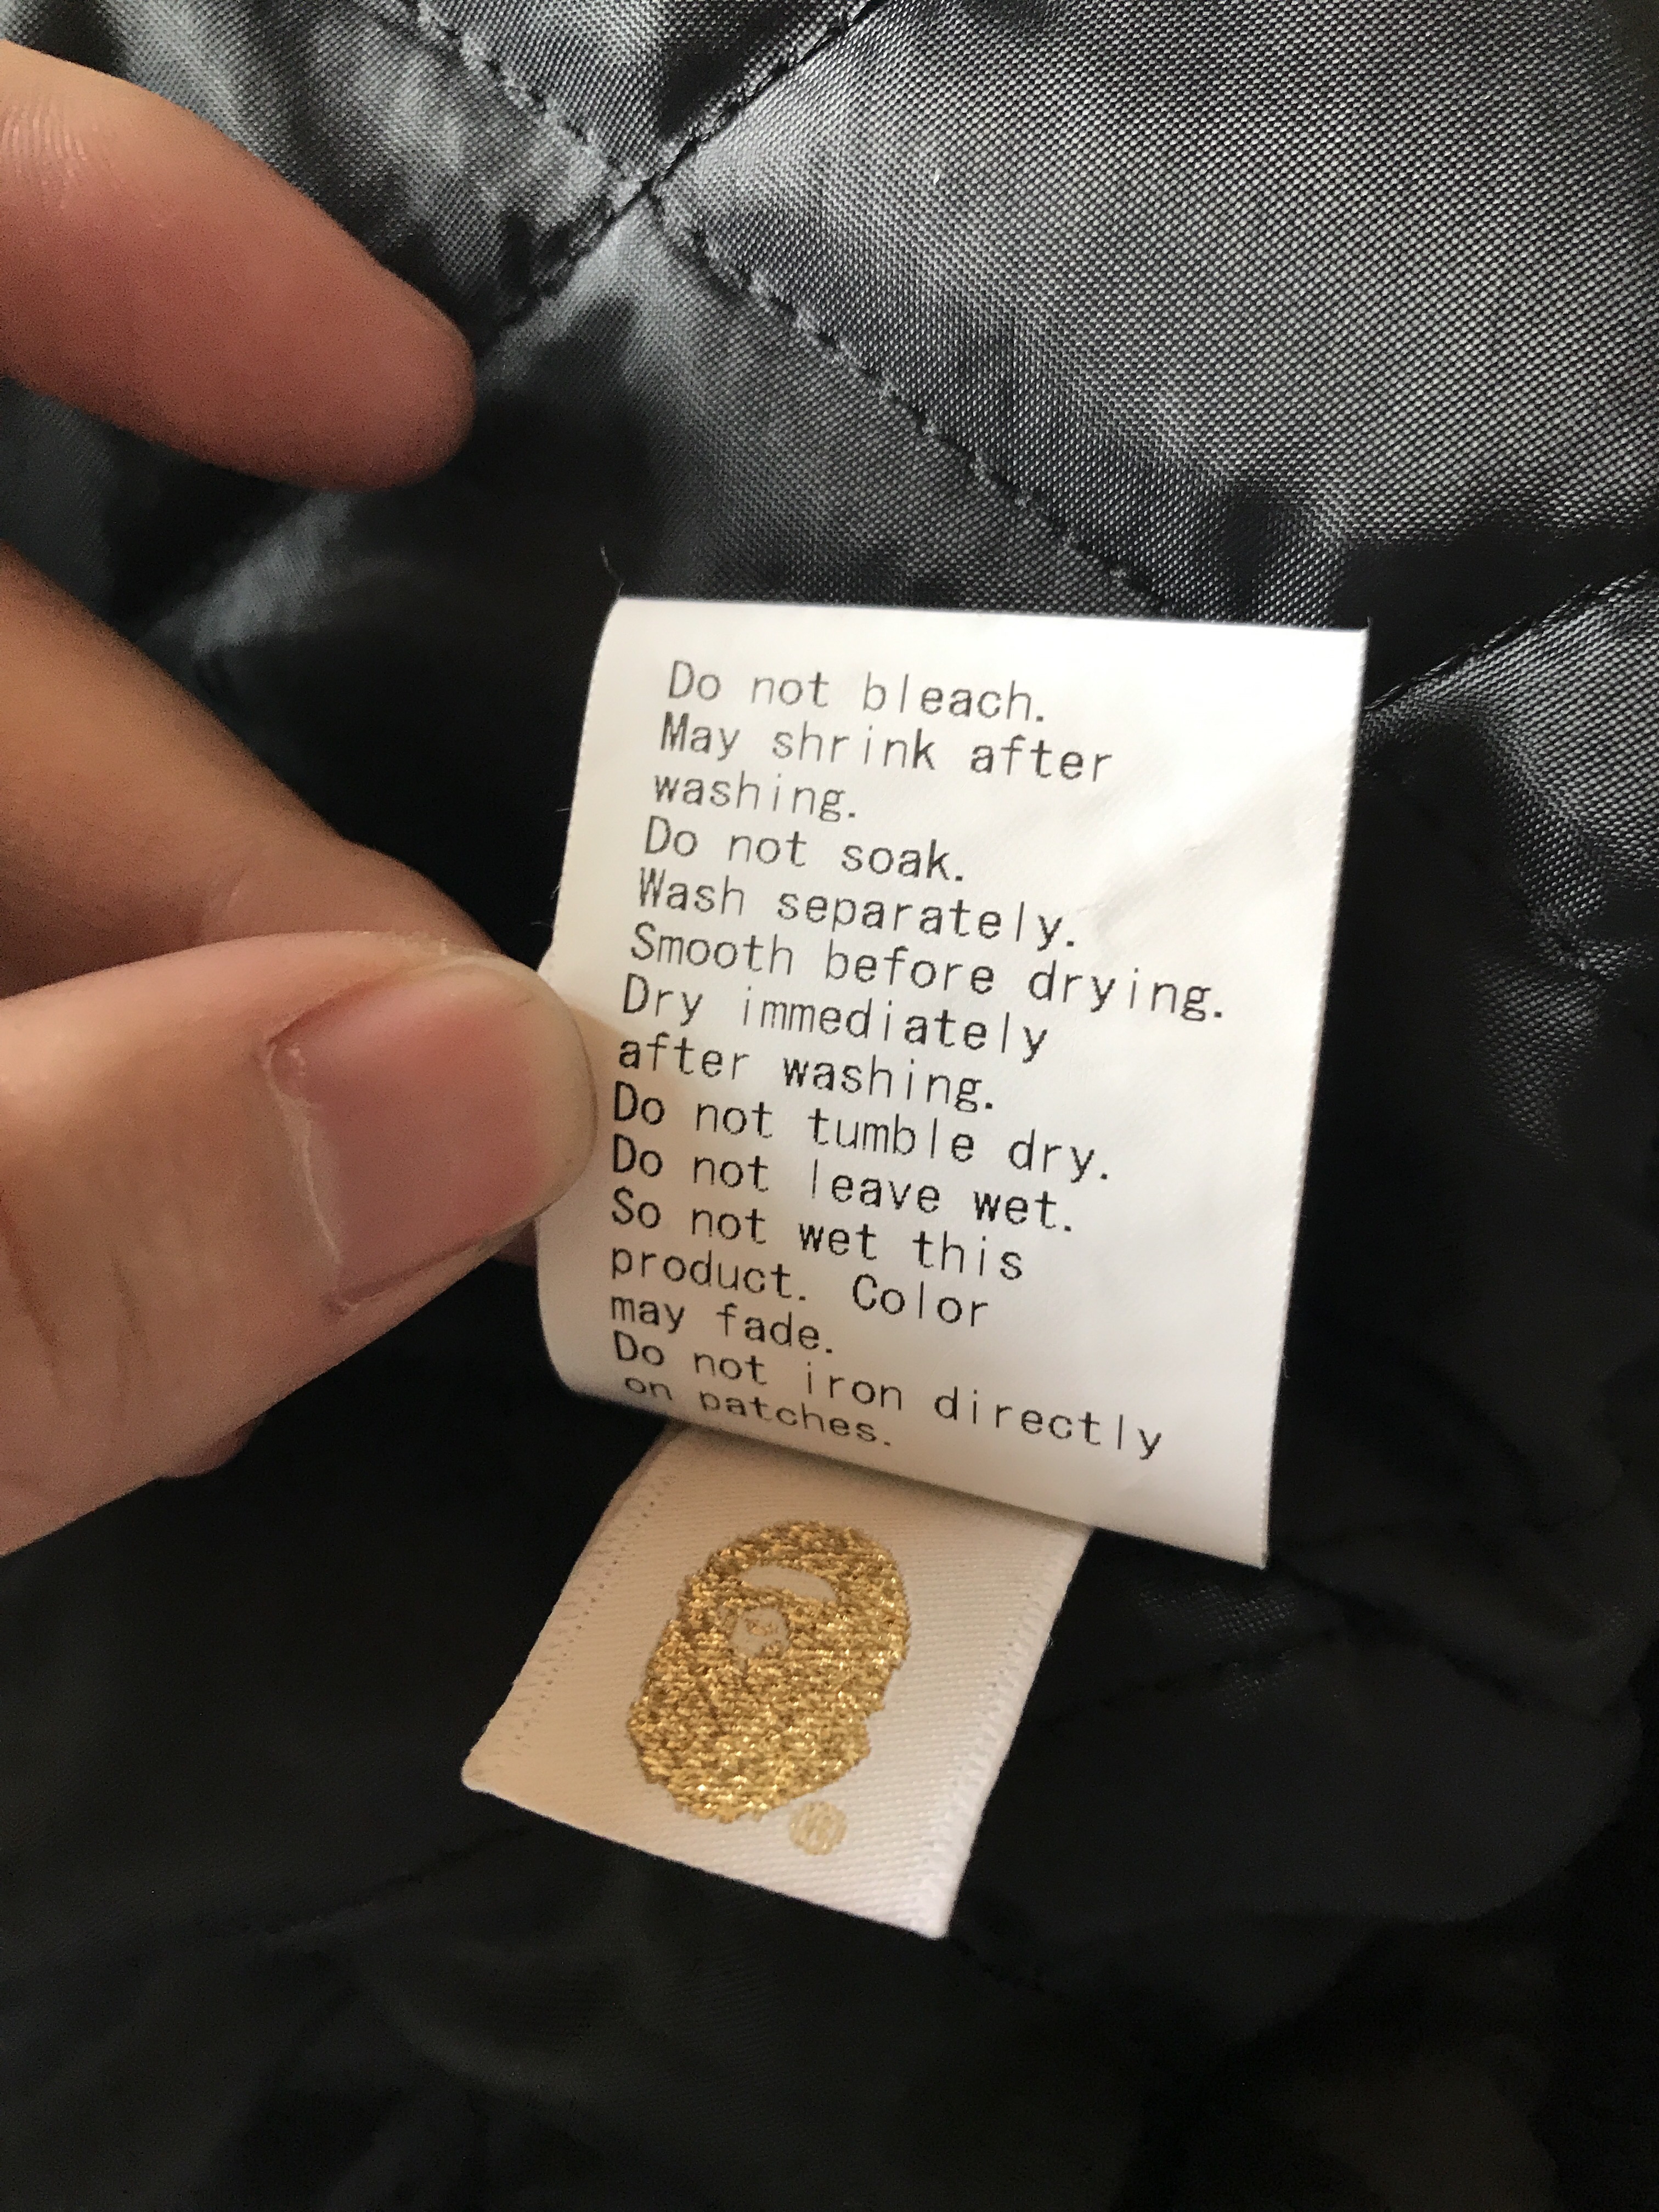 Do not bleach.
May shrink after
washing.
Do not soak.
Wash separately.
Smooth before drying.
Dry immediately
after washing.
Do not tumble dry.
Do not leave wet.
So not wet this
product. Color
may fade.
Do not iron directly
on patches.